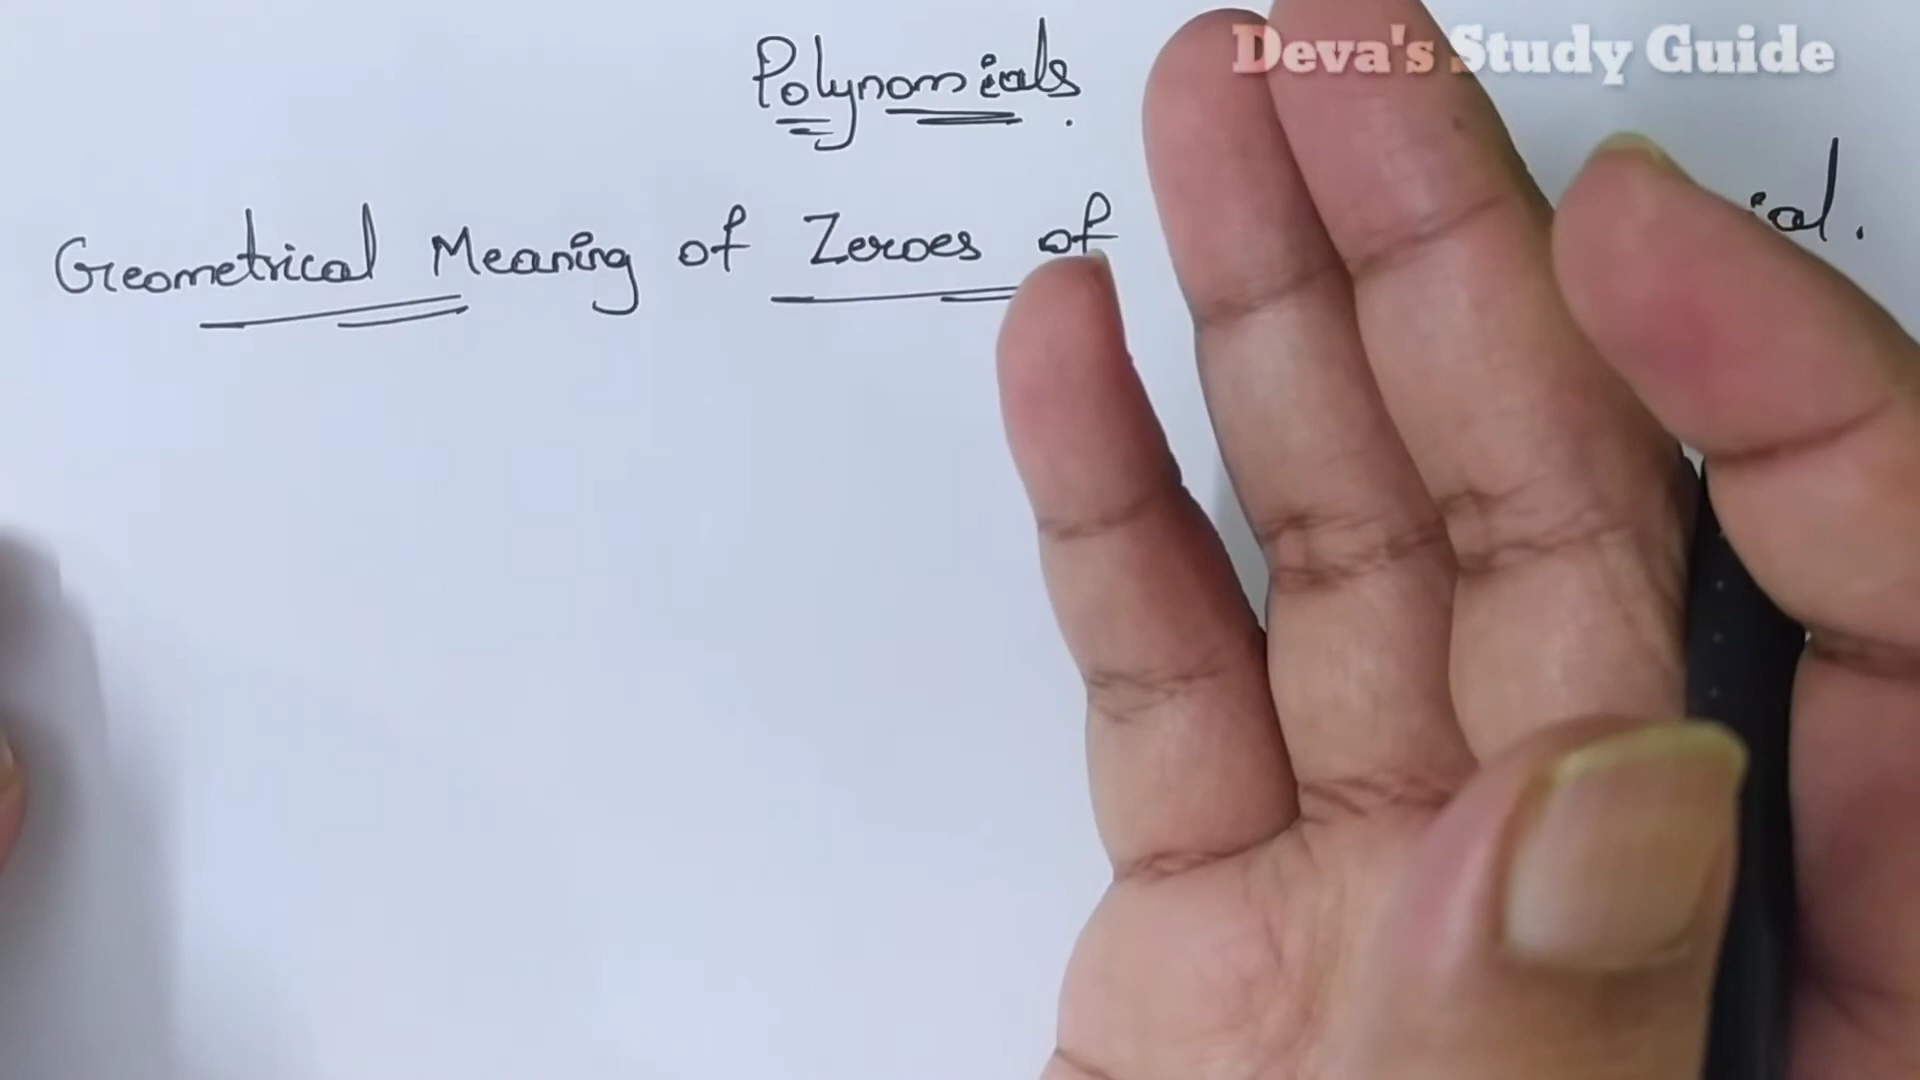 Deva's Study Guide
Polynomials.
Geometrical Meaning of Zeroes of